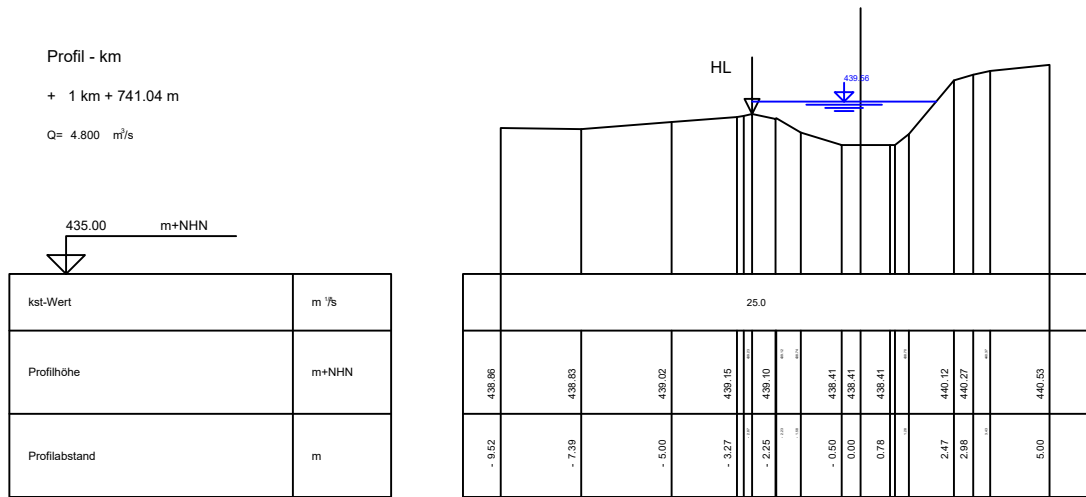 Profil - km
+ 1 km + 741.04 m
Q= 4.800 m³/s
435.00 m+NHN
HL
439.56
kst-Wert m ¹/³/s 25.0
Profilhöhe m+NHN 438.86 438.83 439.02 439.15 439.10 438.41 438.41 438.41 440.12 440.27 440.53
Profilabstand m - 9.52 - 7.39 - 5.00 - 3.27 - 2.25 - 0.50 0.00 0.78 2.47 2.98 5.00